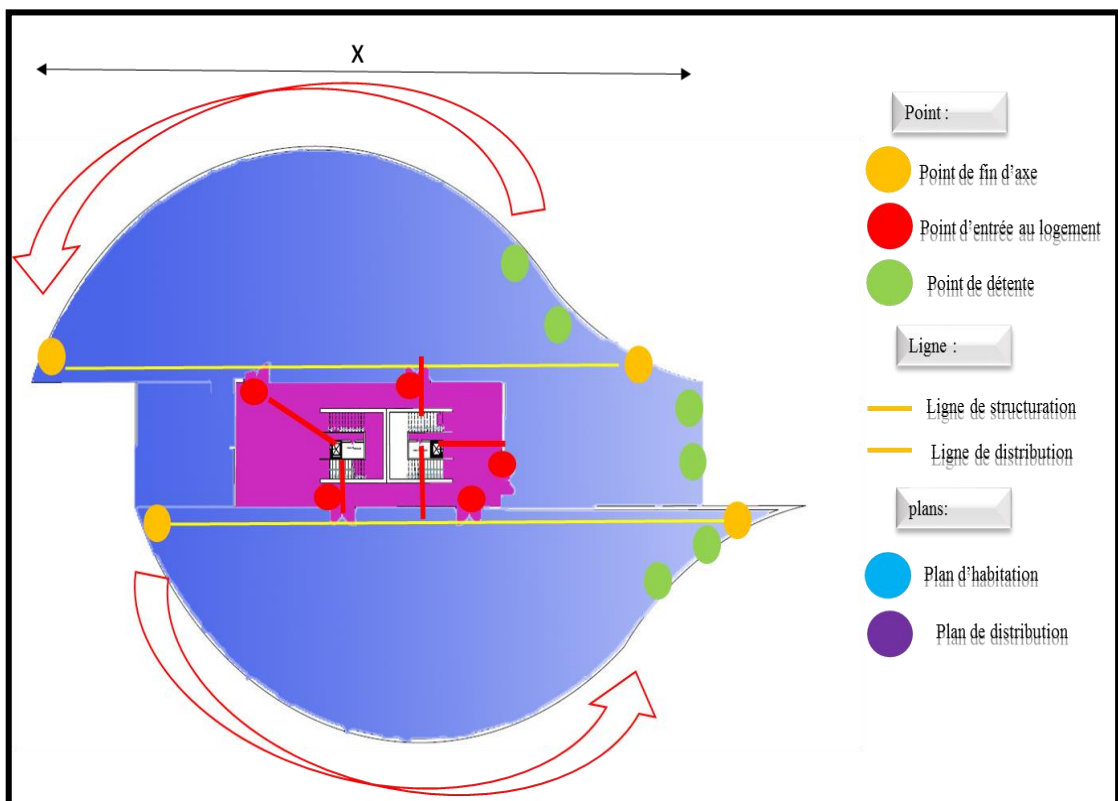 X
Point :
Point de fin d'axe
Point d'entrée au logement
Point de détente
Ligne :
Ligne de structuration
Ligne de distribution
plans:
Plan d'habitation
Plan de distribution